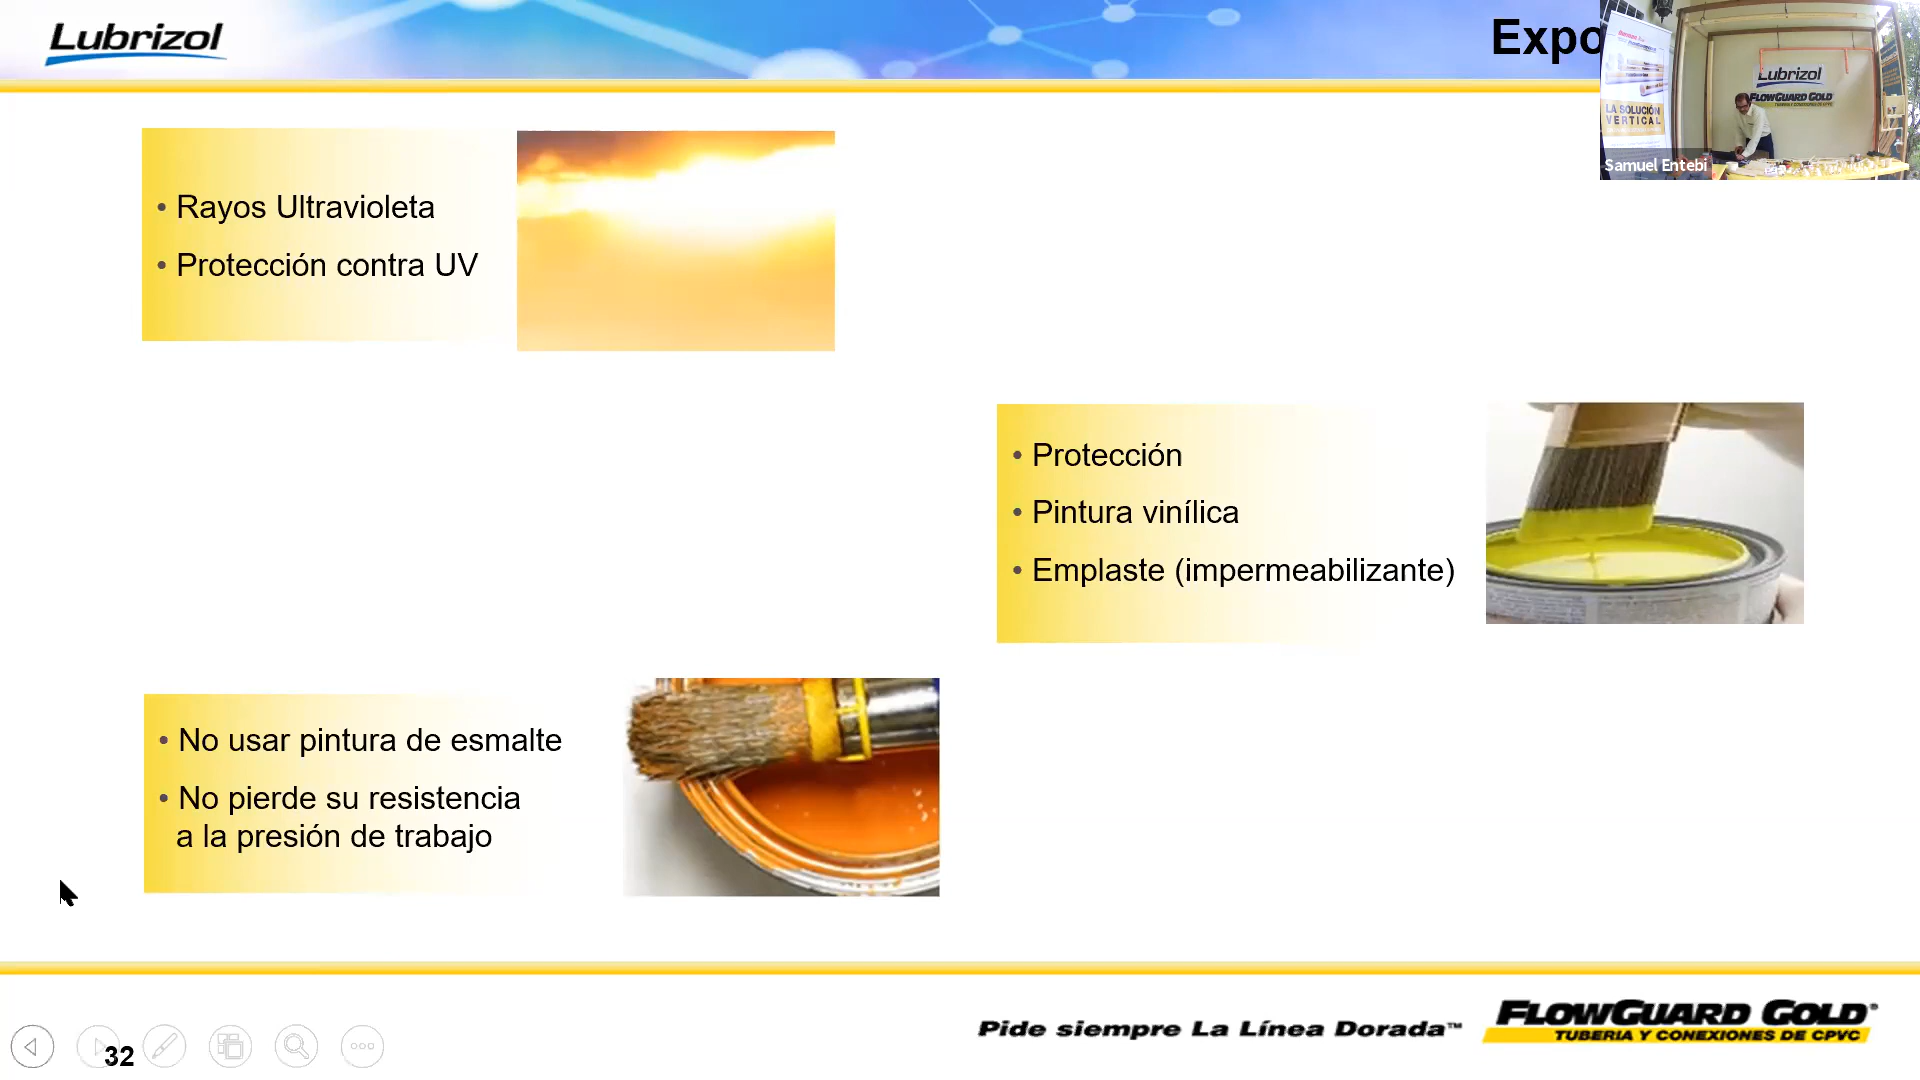 Lubrizol
Expo
Lubrizol
FLOWGUARD GOLD
LA SOLUCIÓN
VERTICAL
Samuel Entebi
• Rayos Ultravioleta
• Protección contra UV
• Protección
• Pintura vinílica
• Emplaste (impermeabilizante)
• No usar pintura de esmalte
• No pierde su resistencia
a la presión de trabajo
Pide siempre La Línea Dorada™
FLOWGUARD GOLD®
TUBERIA Y CONEXIONES DE CPVC
32